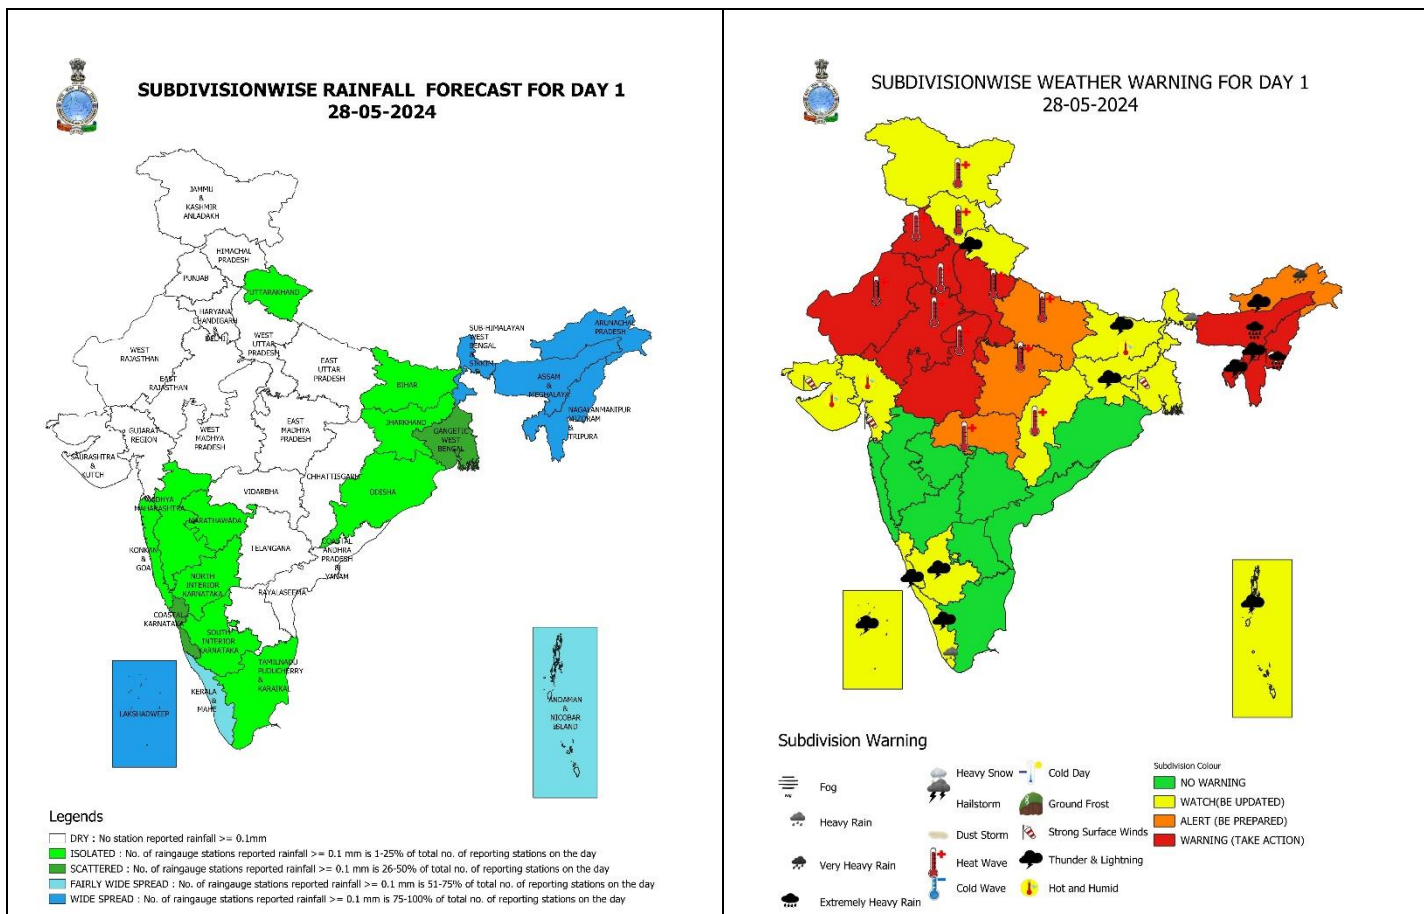 SUBDIVISIONWISE RAINFALL FORECAST FOR DAY 1
28-05-2024
JAMMU
&
KASHMIR
ANLADAKH
HIMACHAL
PRADESH
PUNJAB
UTTARAKHAND
HARYANA
CHANDIGARH
&
DELHI
WEST
UTTAR
PRADESH
WEST
RAJASTHAN
EAST
RAJASTHAN
EAST
UTTAR
PRADESH
SUB-HIMALAYAN
WEST
BENGAL
&
SIKKIM
ARUNACHAL
PRADESH
ASSAM
&
MEGHALAYA
NAGALANMANIPUR
MIZORAM
&
TRIPURA
BIHAR
JHARKHAND
GANGETIC
WEST
BENGAL
GUJARAT
REGION
WEST
MADHYA
PRADESH
EAST
MADHYA
PRADESH
SAURASHTRA
&
KUTCH
CHHATTISGARH
VIDARBHA
ODISHA
MADHYA
MAHARASHTRA
MARATHAWADA
KONKAN
&
GOA
TELANGANA
COASTAL
ANDHRA
PRADESH
&
YANAM
NORTH
INTERIOR
KARNATAKA
RAYALASEEMA
COASTAL
KARNATAKA
SOUTH
INTERIOR
KARNATAKA
TAMILNADU
PUDUCHERRY
&
KARAIKAL
KERALA
&
MAHE
LAKSHADWEEP
ANDAMAN
&
NICOBAR
ISLAND
Legends
DRY : No station reported rainfall >= 0.1mm
ISOLATED : No. of raingauge stations reported rainfall >= 0.1 mm is 1-25% of total no. of reporting stations on the day
SCATTERED : No. of raingauge stations reported rainfall >= 0.1 mm is 26-50% of total no. of reporting stations on the day
FAIRLY WIDE SPREAD : No. of raingauge stations reported rainfall >= 0.1 mm is 51-75% of total no. of reporting stations on the day
WIDE SPREAD : No. of raingauge stations reported rainfall >= 0.1 mm is 75-100% of total no. of reporting stations on the day
SUBDIVISIONWISE WEATHER WARNING FOR DAY 1
28-05-2024
Subdivision Warning
Fog
Heavy Rain
Very Heavy Rain
Extremely Heavy Rain
Heavy Snow
Hailstorm
Dust Storm
Heat Wave
Cold Wave
Cold Day
Ground Frost
Strong Surface Winds
Thunder & Lightning
Hot and Humid
Subdivision Colour
NO WARNING
WATCH(BE UPDATED)
ALERT (BE PREPARED)
WARNING (TAKE ACTION)